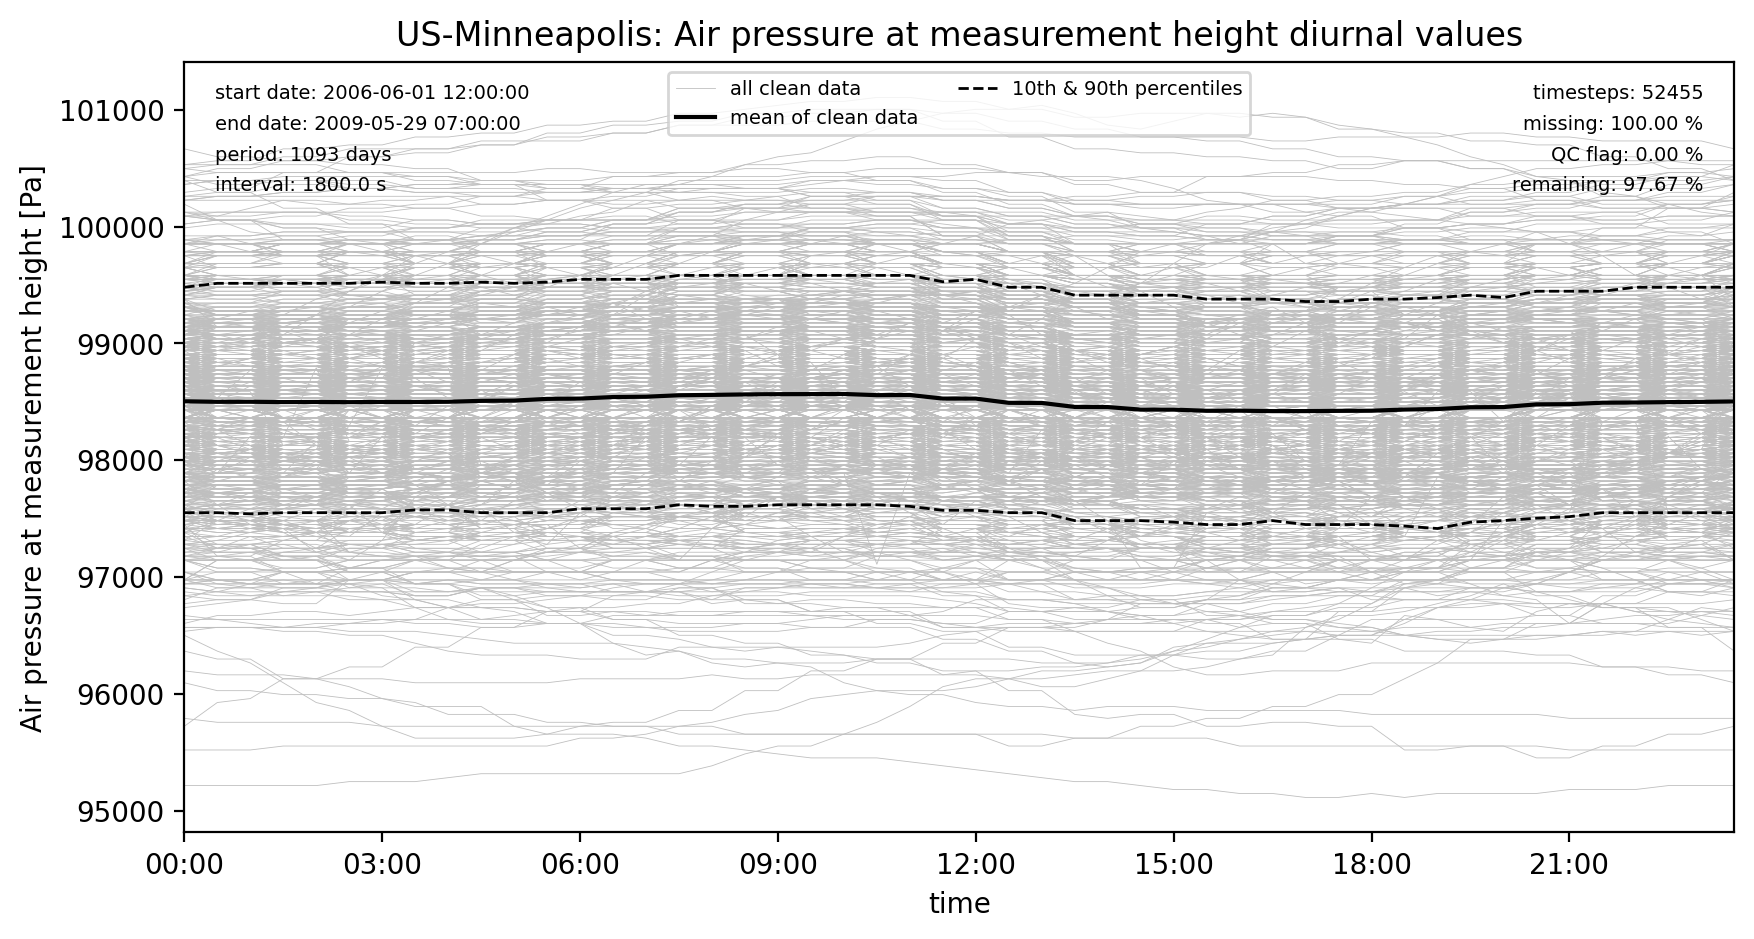 US-Minneapolis: Air pressure at measurement height diurnal values
start date: 2006-06-01 12:00:00
end date: 2009-05-29 07:00:00
period: 1093 days
interval: 1800.0 s
all clean data
mean of clean data
10th & 90th percentiles
timesteps: 52455
missing: 100.00 %
QC flag: 0.00 %
remaining: 97.67 %
Air pressure at measurement height [Pa]
101000
100000
99000
98000
97000
96000
95000
00:00 03:00 06:00 09:00 12:00 15:00 18:00 21:00
time